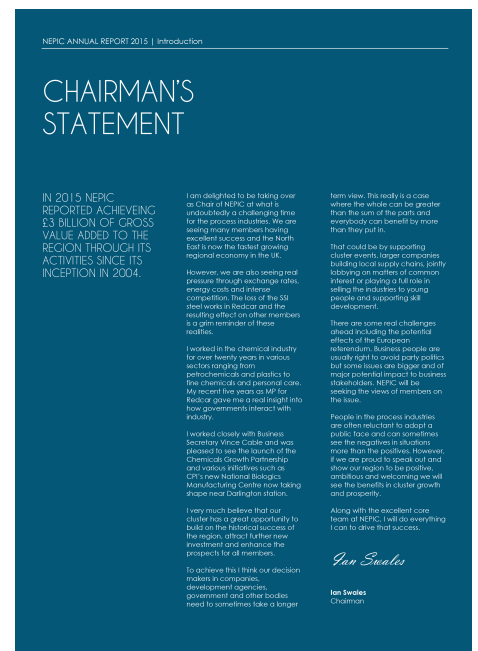 NEPIC ANNUAL REPORT 2015 | Introduction
CHAIRMAN'S
STATEMENT
IN 2015 NEPIC
REPORTED ACHIEVEING
£3 BILLION OF GROSS
VALUE ADDED TO THE
REGION THROUGH ITS
ACTIVITIES SINCE ITS
INCEPTION IN 2004.
I am delighted to be taking over
as Chair of NEPIC at what is
undoubtedly a challenging time
for the process industries. We are
seeing many members having
excellent success and the North
East is now the fastest growing
regional economy in the UK.
However, we are also seeing real
pressure through exchange rates,
energy costs and intense
competition. The loss of the SSI
steel works in Redcar and the
resulting effect on other members
is a grim reminder of these
realities.
I worked in the chemical industry
for over twenty years in various
sectors ranging from
petrochemicals and plastics to
fine chemicals and personal care.
My recent five years as MP for
Redcar gave me a real insight into
how governments interact with
industry.
I worked closely with Business
Secretary Vince Cable and was
pleased to see the launch of the
Chemicals Growth Partnership
and various initiatives such as
CPI's new National Biologics
Manufacturing Centre now taking
shape near Darlington station.
I very much believe that our
cluster has a great opportunity to
build on the historical success of
the region, attract further new
investment and enhance the
prospects for all members.
To achieve this I think our decision
makers in companies,
development agencies,
government and other bodies
need to sometimes take a longer
term view. This really is a case
where the whole can be greater
than the sum of the parts and
everybody can benefit by more
than they put in.
That could be by supporting
cluster events, larger companies
building local supply chains, jointly
lobbying on matters of common
interest or playing a full role in
selling the industries to young
people and supporting skill
development.
There are some real challenges
ahead including the potential
effects of the European
referendum. Business people are
usually right to avoid party politics
but some issues are bigger and of
major potential impact to business
stakeholders. NEPIC will be
seeking the views of members on
the issue.
People in the process industries
are often reluctant to adopt a
public face and can sometimes
see the negatives in situations
more than the positives. However,
if we are proud to speak out and
show our region to be positive,
ambitious and welcoming we will
see the benefits in cluster growth
and prosperity.
Along with the excellent core
team at NEPIC, I will do everything
I can to drive that success.
Ian Swales
Ian Swales
Chairman